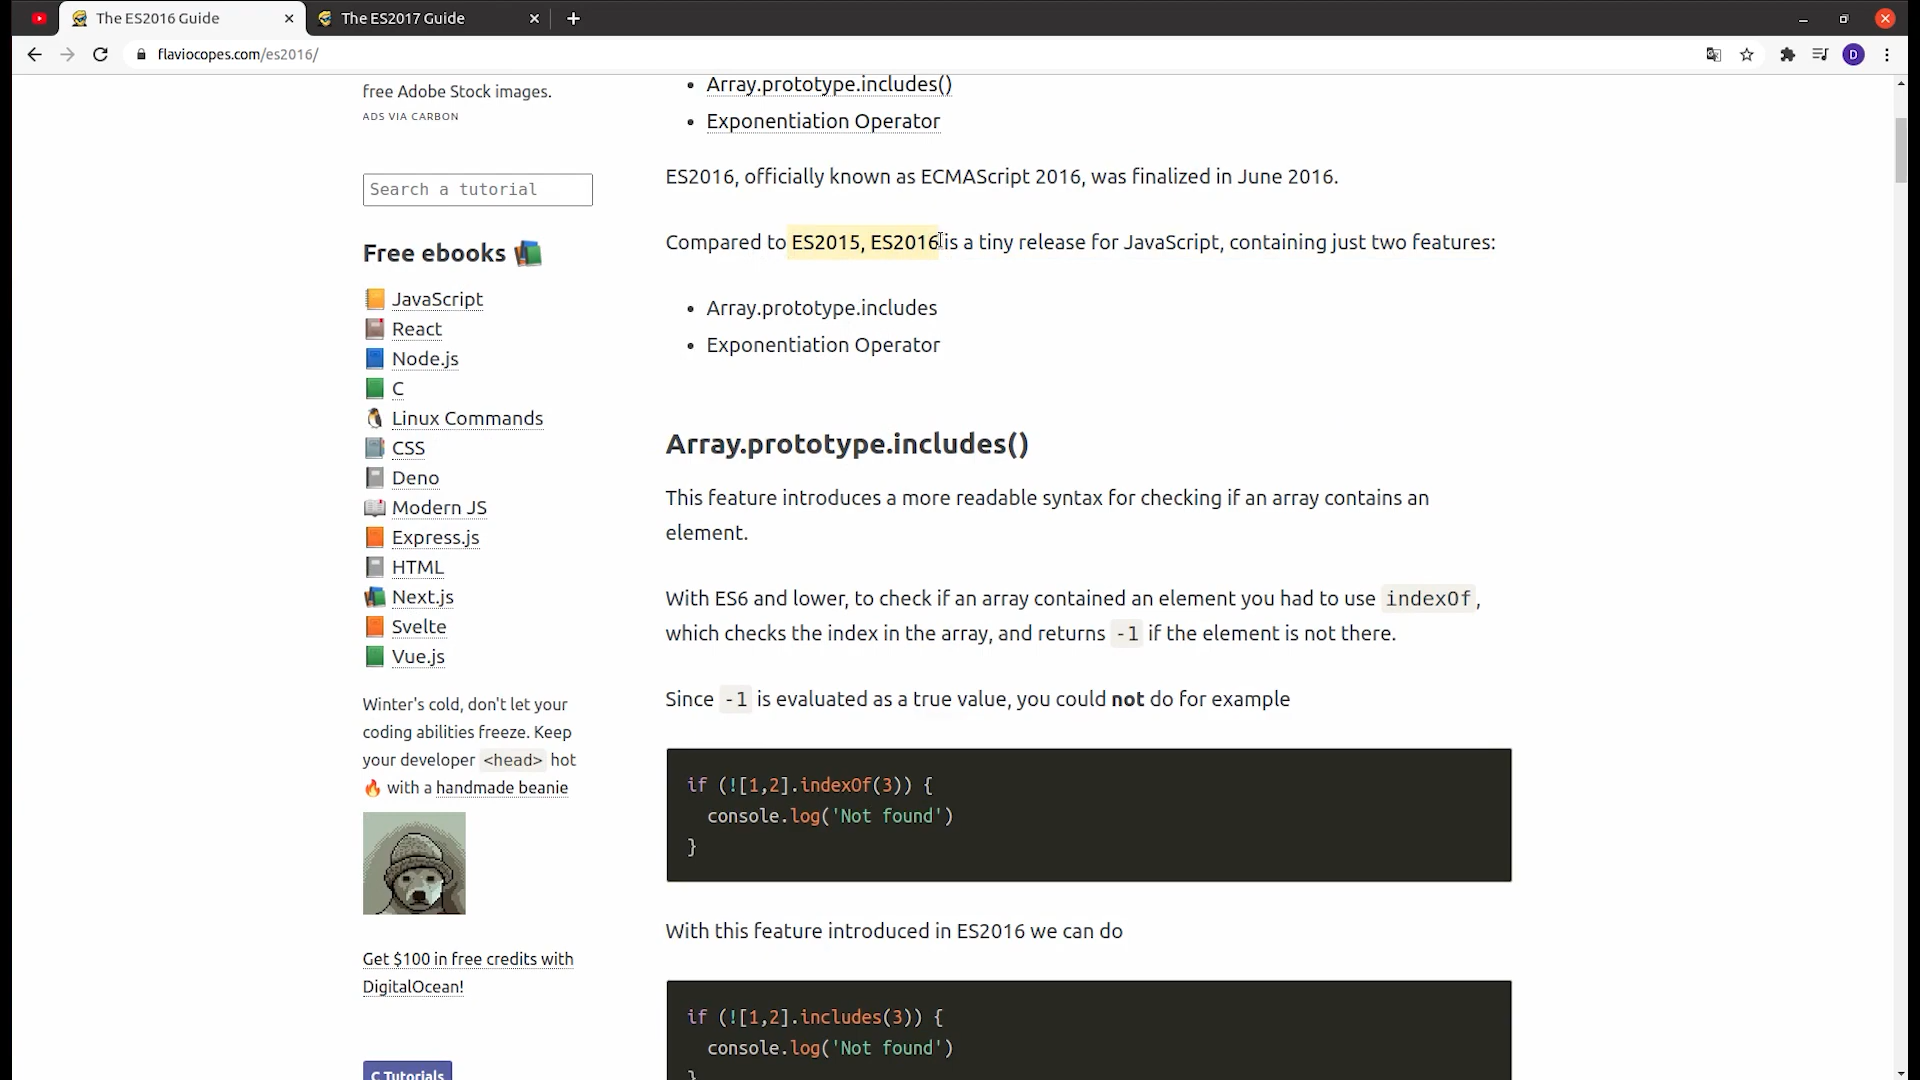 The ES2016 Guide
The ES2017 Guide
flaviocopes.com/es2016/
D
free Adobe Stock images.
ADS VIA CARBON
Search a tutorial
Free ebooks
JavaScript
React
Node.js
C
Linux Commands
CSS
Deno
Modern JS
Express.js
HTML
Next.js
Svelte
Vue.js
Winter's cold, don't let your
coding abilities freeze. Keep
your developer <head> hot
🔥 with a handmade beanie
Get $100 in free credits with
DigitalOcean!
C Tutorials
• Array.prototype.includes()
• Exponentiation Operator
ES2016, officially known as ECMAScript 2016, was finalized in June 2016.
Compared to ES2015, ES2016 is a tiny release for JavaScript, containing just two features:
• Array.prototype.includes
• Exponentiation Operator
Array.prototype.includes()
This feature introduces a more readable syntax for checking if an array contains an
element.
With ES6 and lower, to check if an array contained an element you had to use indexOf,
which checks the index in the array, and returns -1 if the element is not there.
Since -1 is evaluated as a true value, you could not do for example
if (![1,2].indexOf(3)) {
  console.log('Not found')
}
With this feature introduced in ES2016 we can do
if (![1,2].includes(3)) {
  console.log('Not found')
}